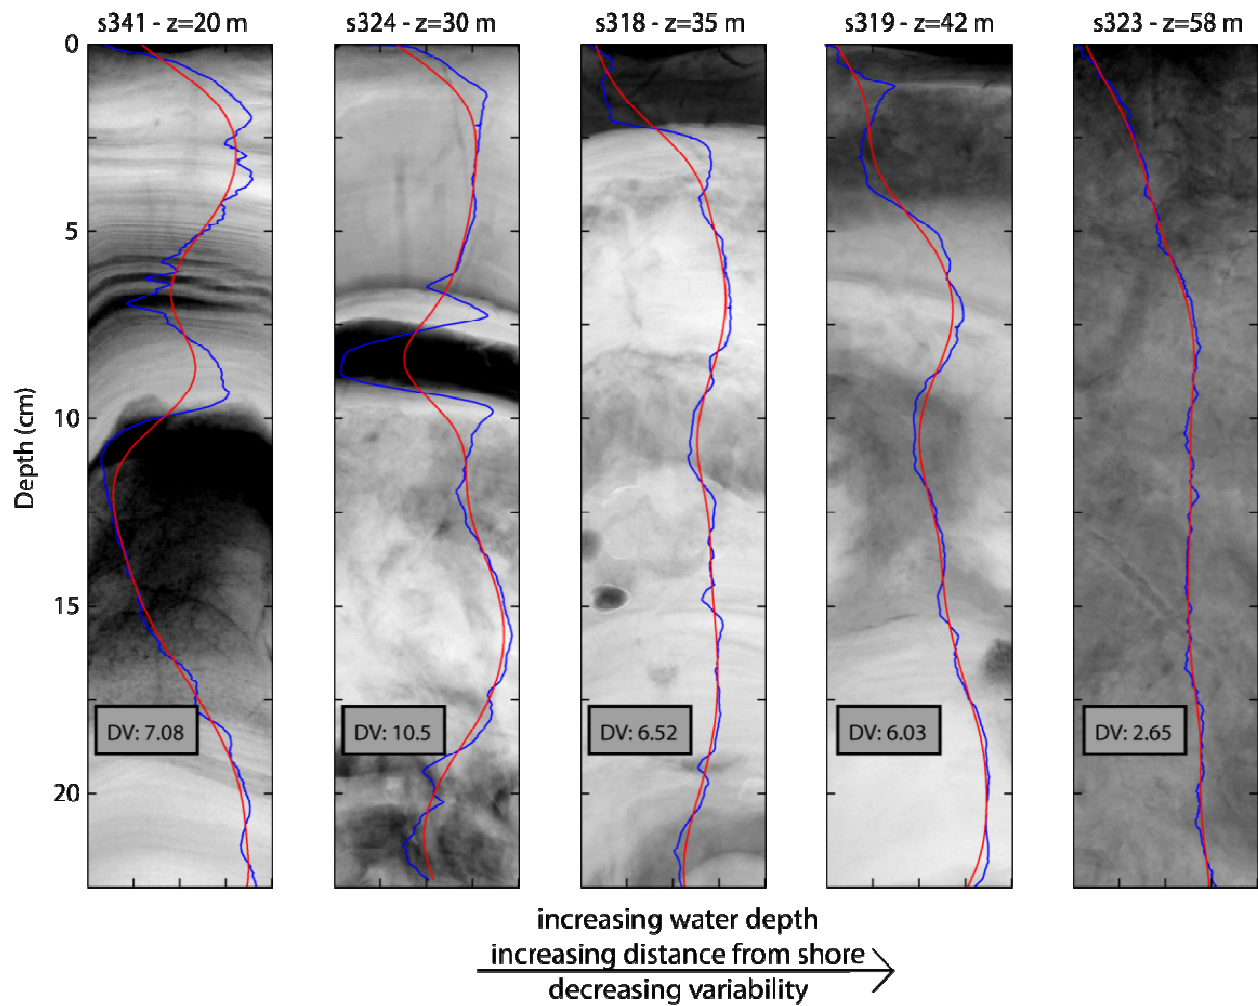 s341 - z=20 m
s324 - z=30 m
s318 - z=35 m
s319 - z=42 m
s323 - z=58 m
0
5
10
15
20
Depth (cm)
DV: 7.08
DV: 10.5
DV: 6.52
DV: 6.03
DV: 2.65
increasing water depth
increasing distance from shore
decreasing variability